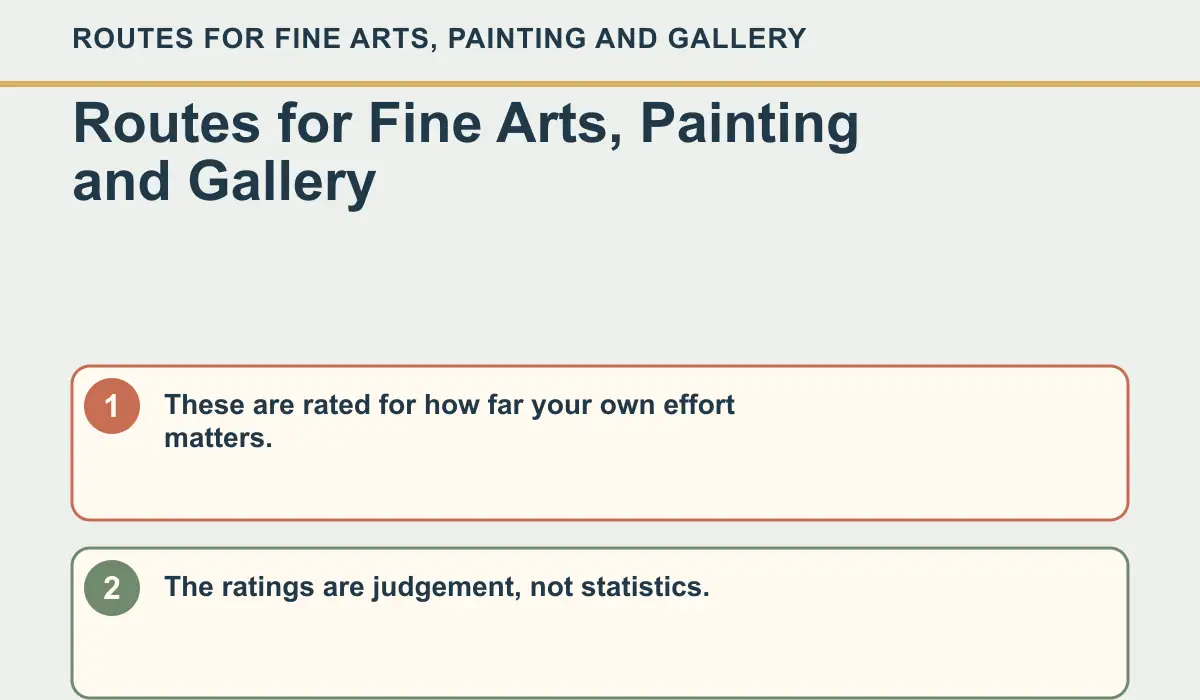 ROUTES FOR FINE ARTS, PAINTING AND GALLERY
Routes for Fine Arts, Painting
and Gallery
1
These are rated for how far your own effort
matters.
2
The ratings are judgement, not statistics.